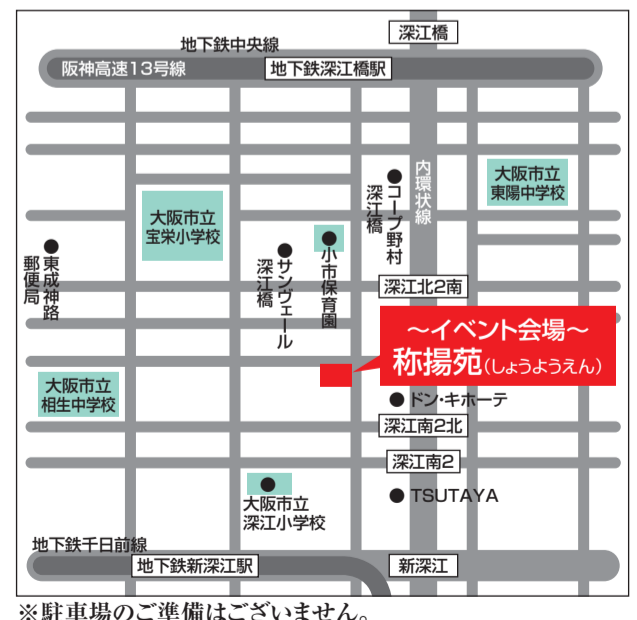 深江橋
地下鉄中央線
阪神高速13号線
地下鉄深江橋駅
内環状線
大阪市立
東陽中学校
コープ野村
深江橋
大阪市立
宝栄小学校
小市保育園
サンヴェール
深江橋
東成神路
郵便局
深江北2南
～イベント会場～
称揚苑(しょうようえん)
大阪市立
相生中学校
ドン・キホーテ
深江南2北
深江南2
TSUTAYA
大阪市立
深江小学校
地下鉄千日前線
地下鉄新深江駅
新深江
※駐車場のご準備はございません。